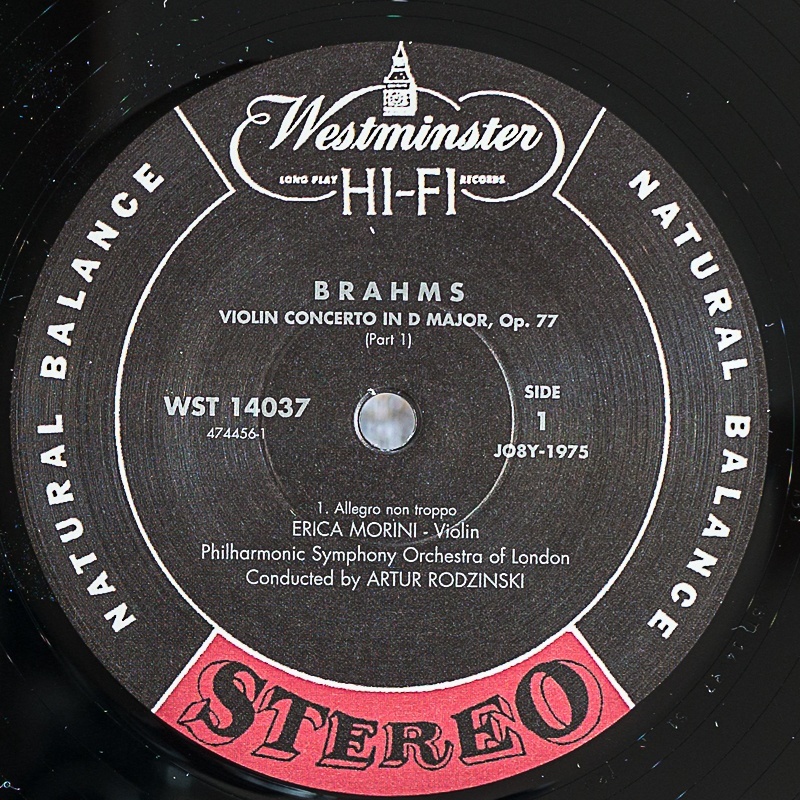 Westminster
LONG PLAY HI-FI RECORDS
NATURAL BALANCE
NATURAL BALANCE
BRAHMS
VIOLIN CONCERTO IN D MAJOR, Op. 77
(Part 1)
WST 14037
474456-1
SIDE
1
JO8Y-1975
1. Allegro non troppo
ERICA MORINI - Violin
Philharmonic Symphony Orchestra of London
Conducted by ARTUR RODZINSKI
STEREO